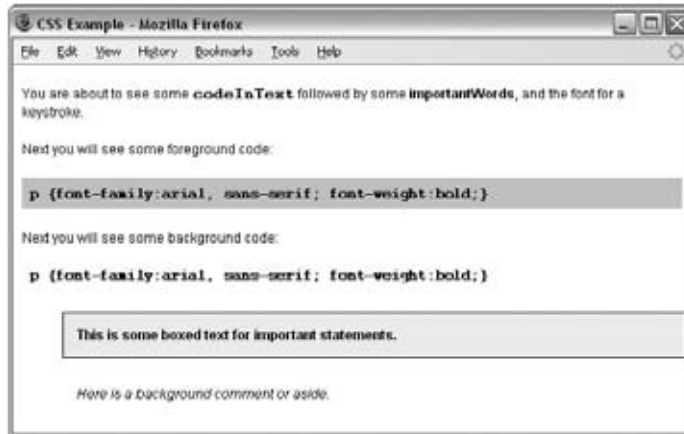 CSS Example - Mozilla Firefox
File Edit View History Bookmarks Tools Help
You are about to see some codeInText followed by some importantWords, and the font for a
keystroke.
Next you will see some foreground code:
p {font-family:arial, sans-serif; font-weight:bold;}
Next you will see some background code:
p {font-family:arial, sans-serif; font-weight:bold;}
This is some boxed text for important statements.
Here is a background comment or aside.